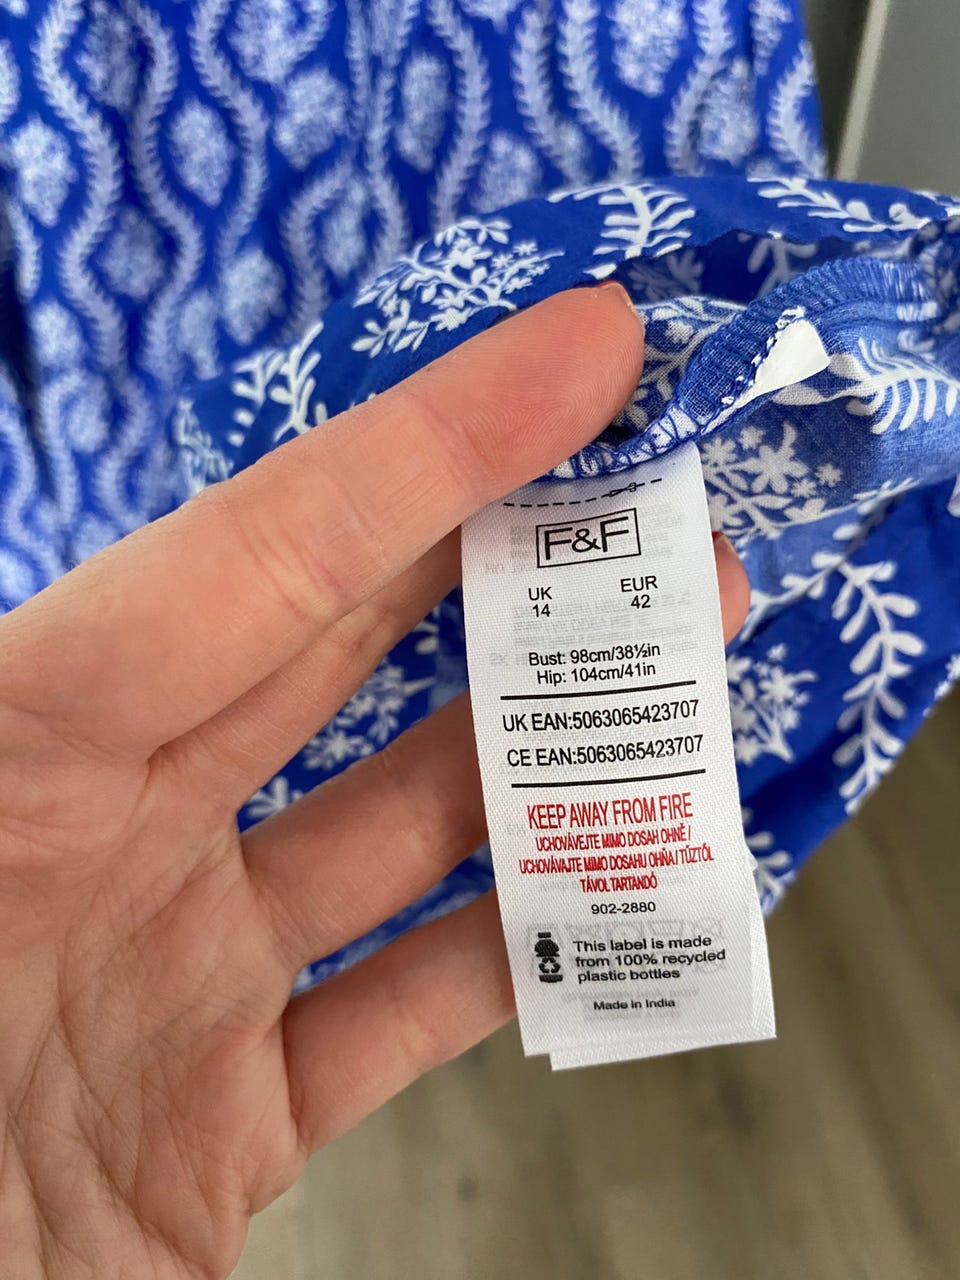 F&F
UK EUR
14 42
Bust: 98cm/38½in
Hip: 104cm/41in
UK EAN:5063065423707
CE EAN:5063065423707
KEEP AWAY FROM FIRE
UCHOVÁVEJTE MIMO DOSAH OHNĚ /
UCHOVÁVAJTE MIMO DOSAHU OHŇA / TŰZTŐL
TÁVOL TARTANDÓ
902-2880
This label is made
from 100% recycled
plastic bottles
Made in India